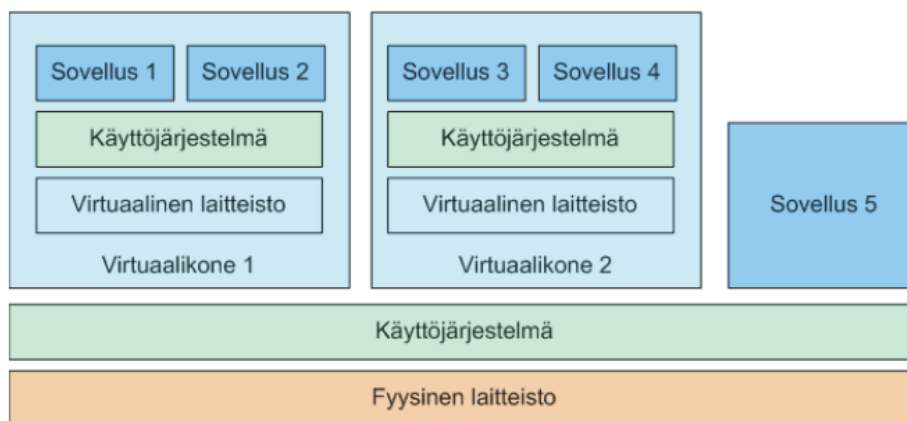 Sovellus 1
Sovellus 2
Käyttöjärjestelmä
Virtuaalinen laitteisto
Virtuaalikone 1
Sovellus 3
Sovellus 4
Käyttöjärjestelmä
Virtuaalinen laitteisto
Virtuaalikone 2
Sovellus 5
Käyttöjärjestelmä
Fyysinen laitteisto